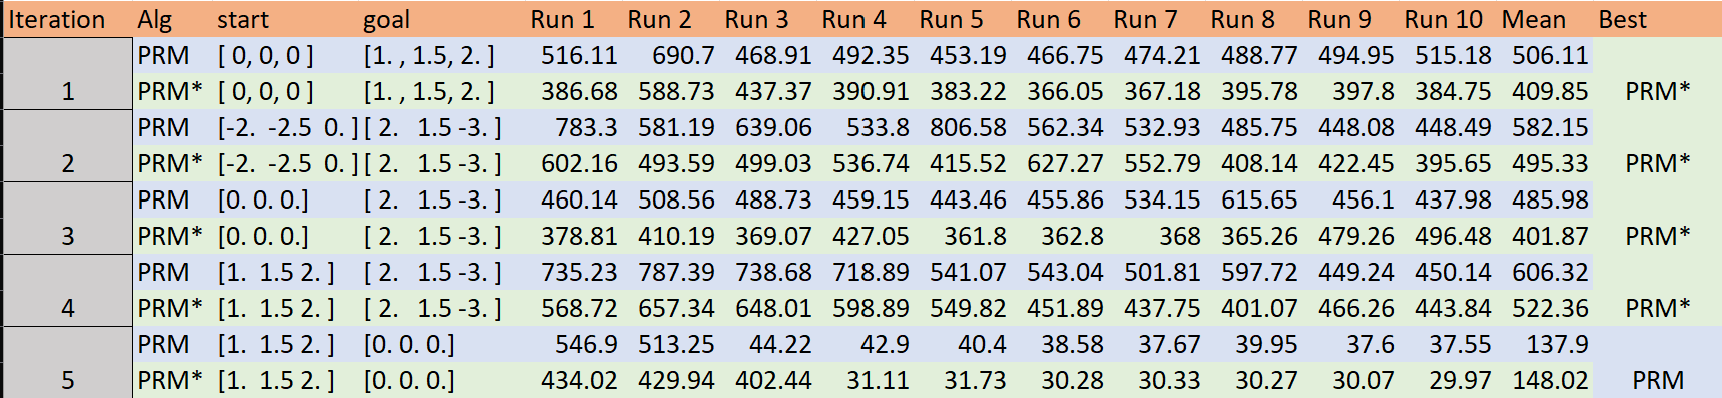 Iteration Alg start goal Run 1 Run 2 Run 3 Run 4 Run 5 Run 6 Run 7 Run 8 Run 9 Run 10 Mean Best
PRM [ 0, 0, 0 ] [1. , 1.5, 2. ] 516.11 690.7 468.91 492.35 453.19 466.75 474.21 488.77 494.95 515.18 506.11
1 PRM* [ 0, 0, 0 ] [1. , 1.5, 2. ] 386.68 588.73 437.37 390.91 383.22 366.05 367.18 395.78 397.8 384.75 409.85 PRM*
PRM [-2. -2.5 0. ] [ 2. 1.5 -3. ] 783.3 581.19 639.06 533.8 806.58 562.34 532.93 485.75 448.08 448.49 582.15
2 PRM* [-2. -2.5 0. ] [ 2. 1.5 -3. ] 602.16 493.59 499.03 536.74 415.52 627.27 552.79 408.14 422.45 395.65 495.33 PRM*
PRM [0. 0. 0.] [ 2. 1.5 -3. ] 460.14 508.56 488.73 459.15 443.46 455.86 534.15 615.65 456.1 437.98 485.98
3 PRM* [0. 0. 0.] [ 2. 1.5 -3. ] 378.81 410.19 369.07 427.05 361.8 362.8 368 365.26 479.26 496.48 401.87 PRM*
PRM [1. 1.5 2. ] [ 2. 1.5 -3. ] 735.23 787.39 738.68 718.89 541.07 543.04 501.81 597.72 449.24 450.14 606.32
4 PRM* [1. 1.5 2. ] [ 2. 1.5 -3. ] 568.72 657.34 648.01 598.89 549.82 451.89 437.75 401.07 466.26 443.84 522.36 PRM*
PRM [1. 1.5 2. ] [0. 0. 0.] 546.9 513.25 44.22 42.9 40.4 38.58 37.67 39.95 37.6 37.55 137.9
5 PRM* [1. 1.5 2. ] [0. 0. 0.] 434.02 429.94 402.44 31.11 31.73 30.28 30.33 30.27 30.07 29.97 148.02 PRM